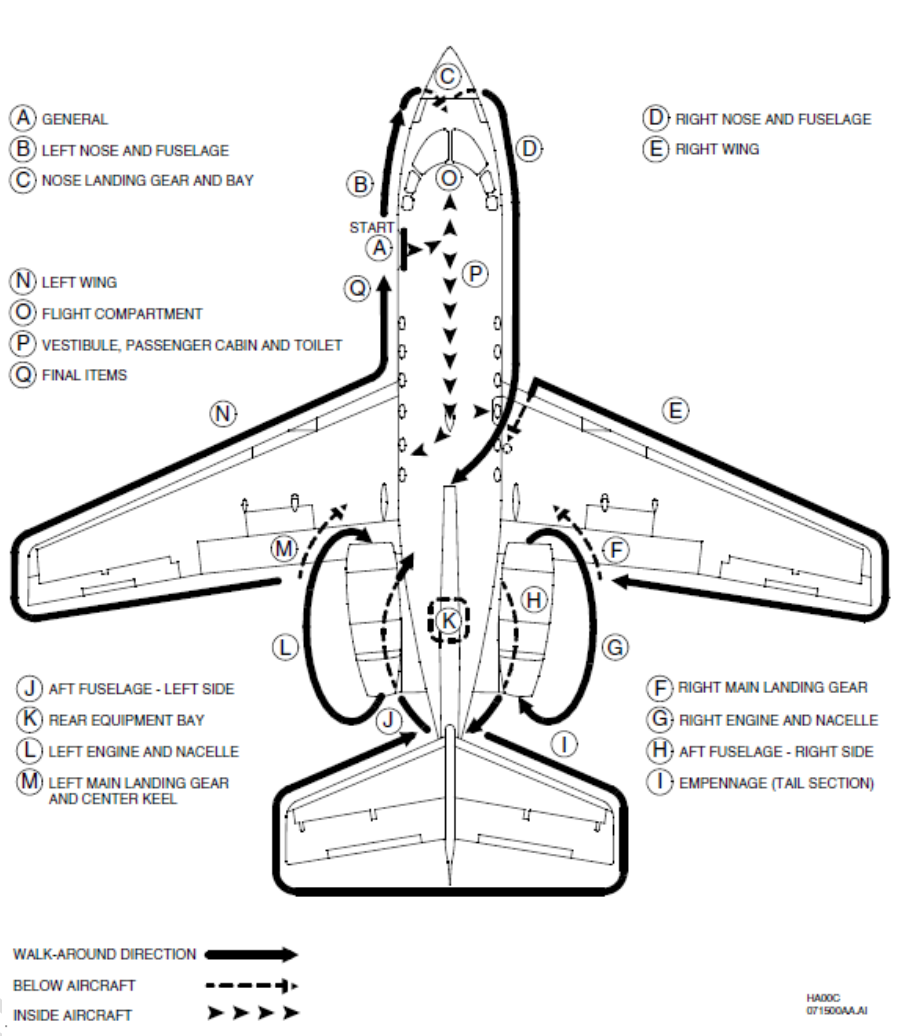 C
A GENERAL
B LEFT NOSE AND FUSELAGE
C NOSE LANDING GEAR AND BAY
D RIGHT NOSE AND FUSELAGE
E RIGHT WING
D
B
O
START
A
P
Q
N LEFT WING
O FLIGHT COMPARTMENT
P VESTIBULE, PASSENGER CABIN AND TOILET
Q FINAL ITEMS
N
E
M
F
H
K
L
G
J AFT FUSELAGE - LEFT SIDE
K REAR EQUIPMENT BAY
L LEFT ENGINE AND NACELLE
M LEFT MAIN LANDING GEAR
AND CENTER KEEL
J
I
F RIGHT MAIN LANDING GEAR
G RIGHT ENGINE AND NACELLE
H AFT FUSELAGE - RIGHT SIDE
I EMPENNAGE (TAIL SECTION)
WALK-AROUND DIRECTION
BELOW AIRCRAFT
INSIDE AIRCRAFT
HA00C
071500AA.AI